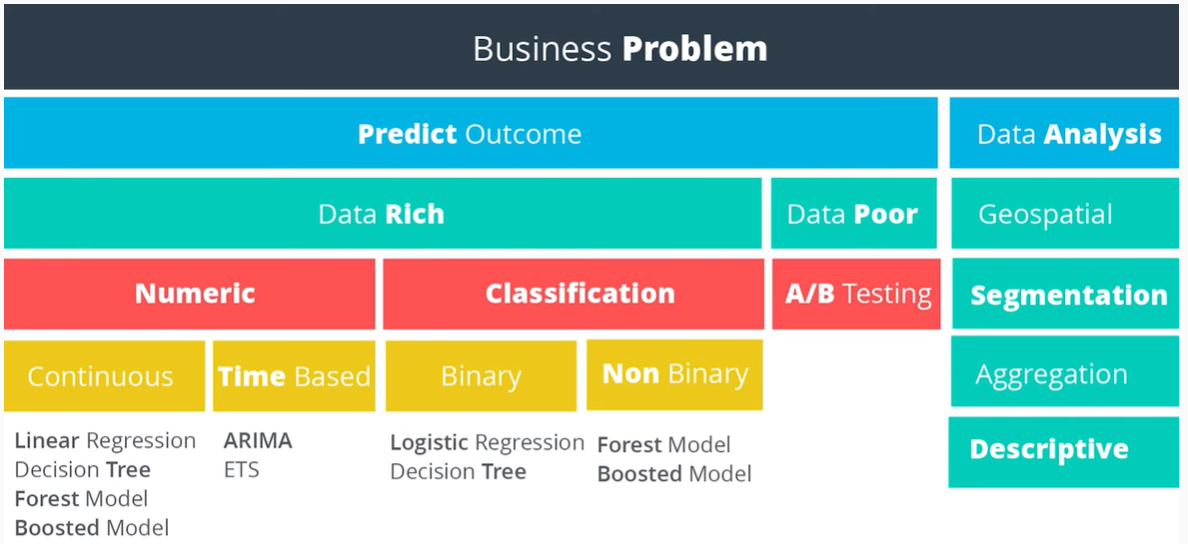 Business Problem
Predict Outcome
Data Analysis
Data Rich
Data Poor
Geospatial
Numeric
Classification
A/B Testing
Segmentation
Continuous
Time Based
Binary
Non Binary
Aggregation
Linear Regression
Decision Tree
Forest Model
Boosted Model
ARIMA
ETS
Logistic Regression
Decision Tree
Forest Model
Boosted Model
Descriptive